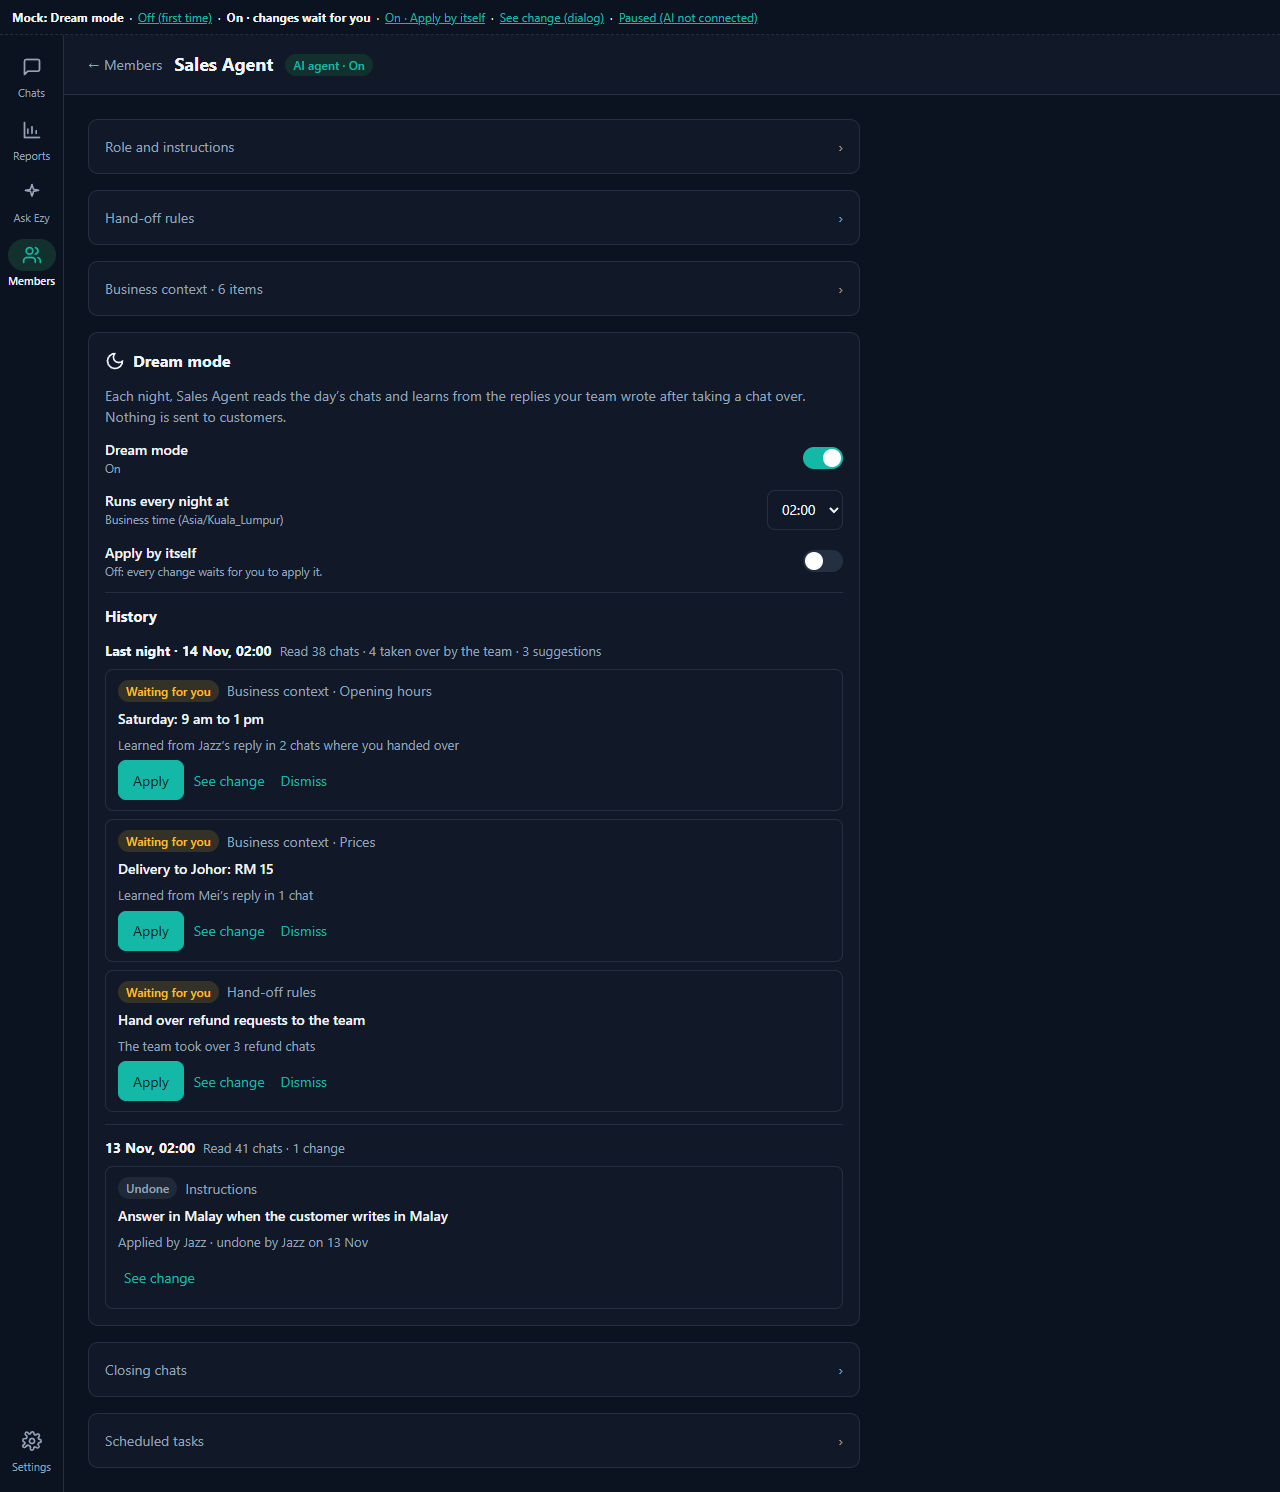 Mock: Dream mode · Off (first time) · On · changes wait for you · On · Apply by itself · See change (dialog) · Paused (AI not connected)
← Members Sales Agent AI agent · On
Chats
Reports
Ask Ezy
Members
Role and instructions ›
Hand-off rules ›
Business context · 6 items ›
Dream mode
Each night, Sales Agent reads the day’s chats and learns from the replies your team wrote after taking a chat over.
Nothing is sent to customers.
Dream mode
On
Runs every night at
Business time (Asia/Kuala_Lumpur)
02:00
Apply by itself
Off: every change waits for you to apply it.
History
Last night · 14 Nov, 02:00 Read 38 chats · 4 taken over by the team · 3 suggestions
Waiting for you Business context · Opening hours
Saturday: 9 am to 1 pm
Learned from Jazz’s reply in 2 chats where you handed over
Apply See change Dismiss
Waiting for you Business context · Prices
Delivery to Johor: RM 15
Learned from Mei’s reply in 1 chat
Apply See change Dismiss
Waiting for you Hand-off rules
Hand over refund requests to the team
The team took over 3 refund chats
Apply See change Dismiss
13 Nov, 02:00 Read 41 chats · 1 change
Undone Instructions
Answer in Malay when the customer writes in Malay
Applied by Jazz · undone by Jazz on 13 Nov
See change
Closing chats ›
Scheduled tasks ›
Settings